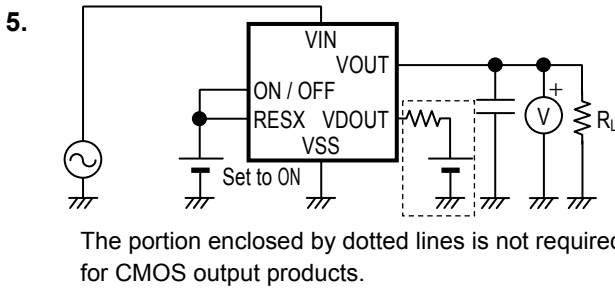 5.
VIN
VOUT
ON / OFF
RESX VDOUT
VSS
+
V
RL
Set to ON
The portion enclosed by dotted lines is not required
for CMOS output products.